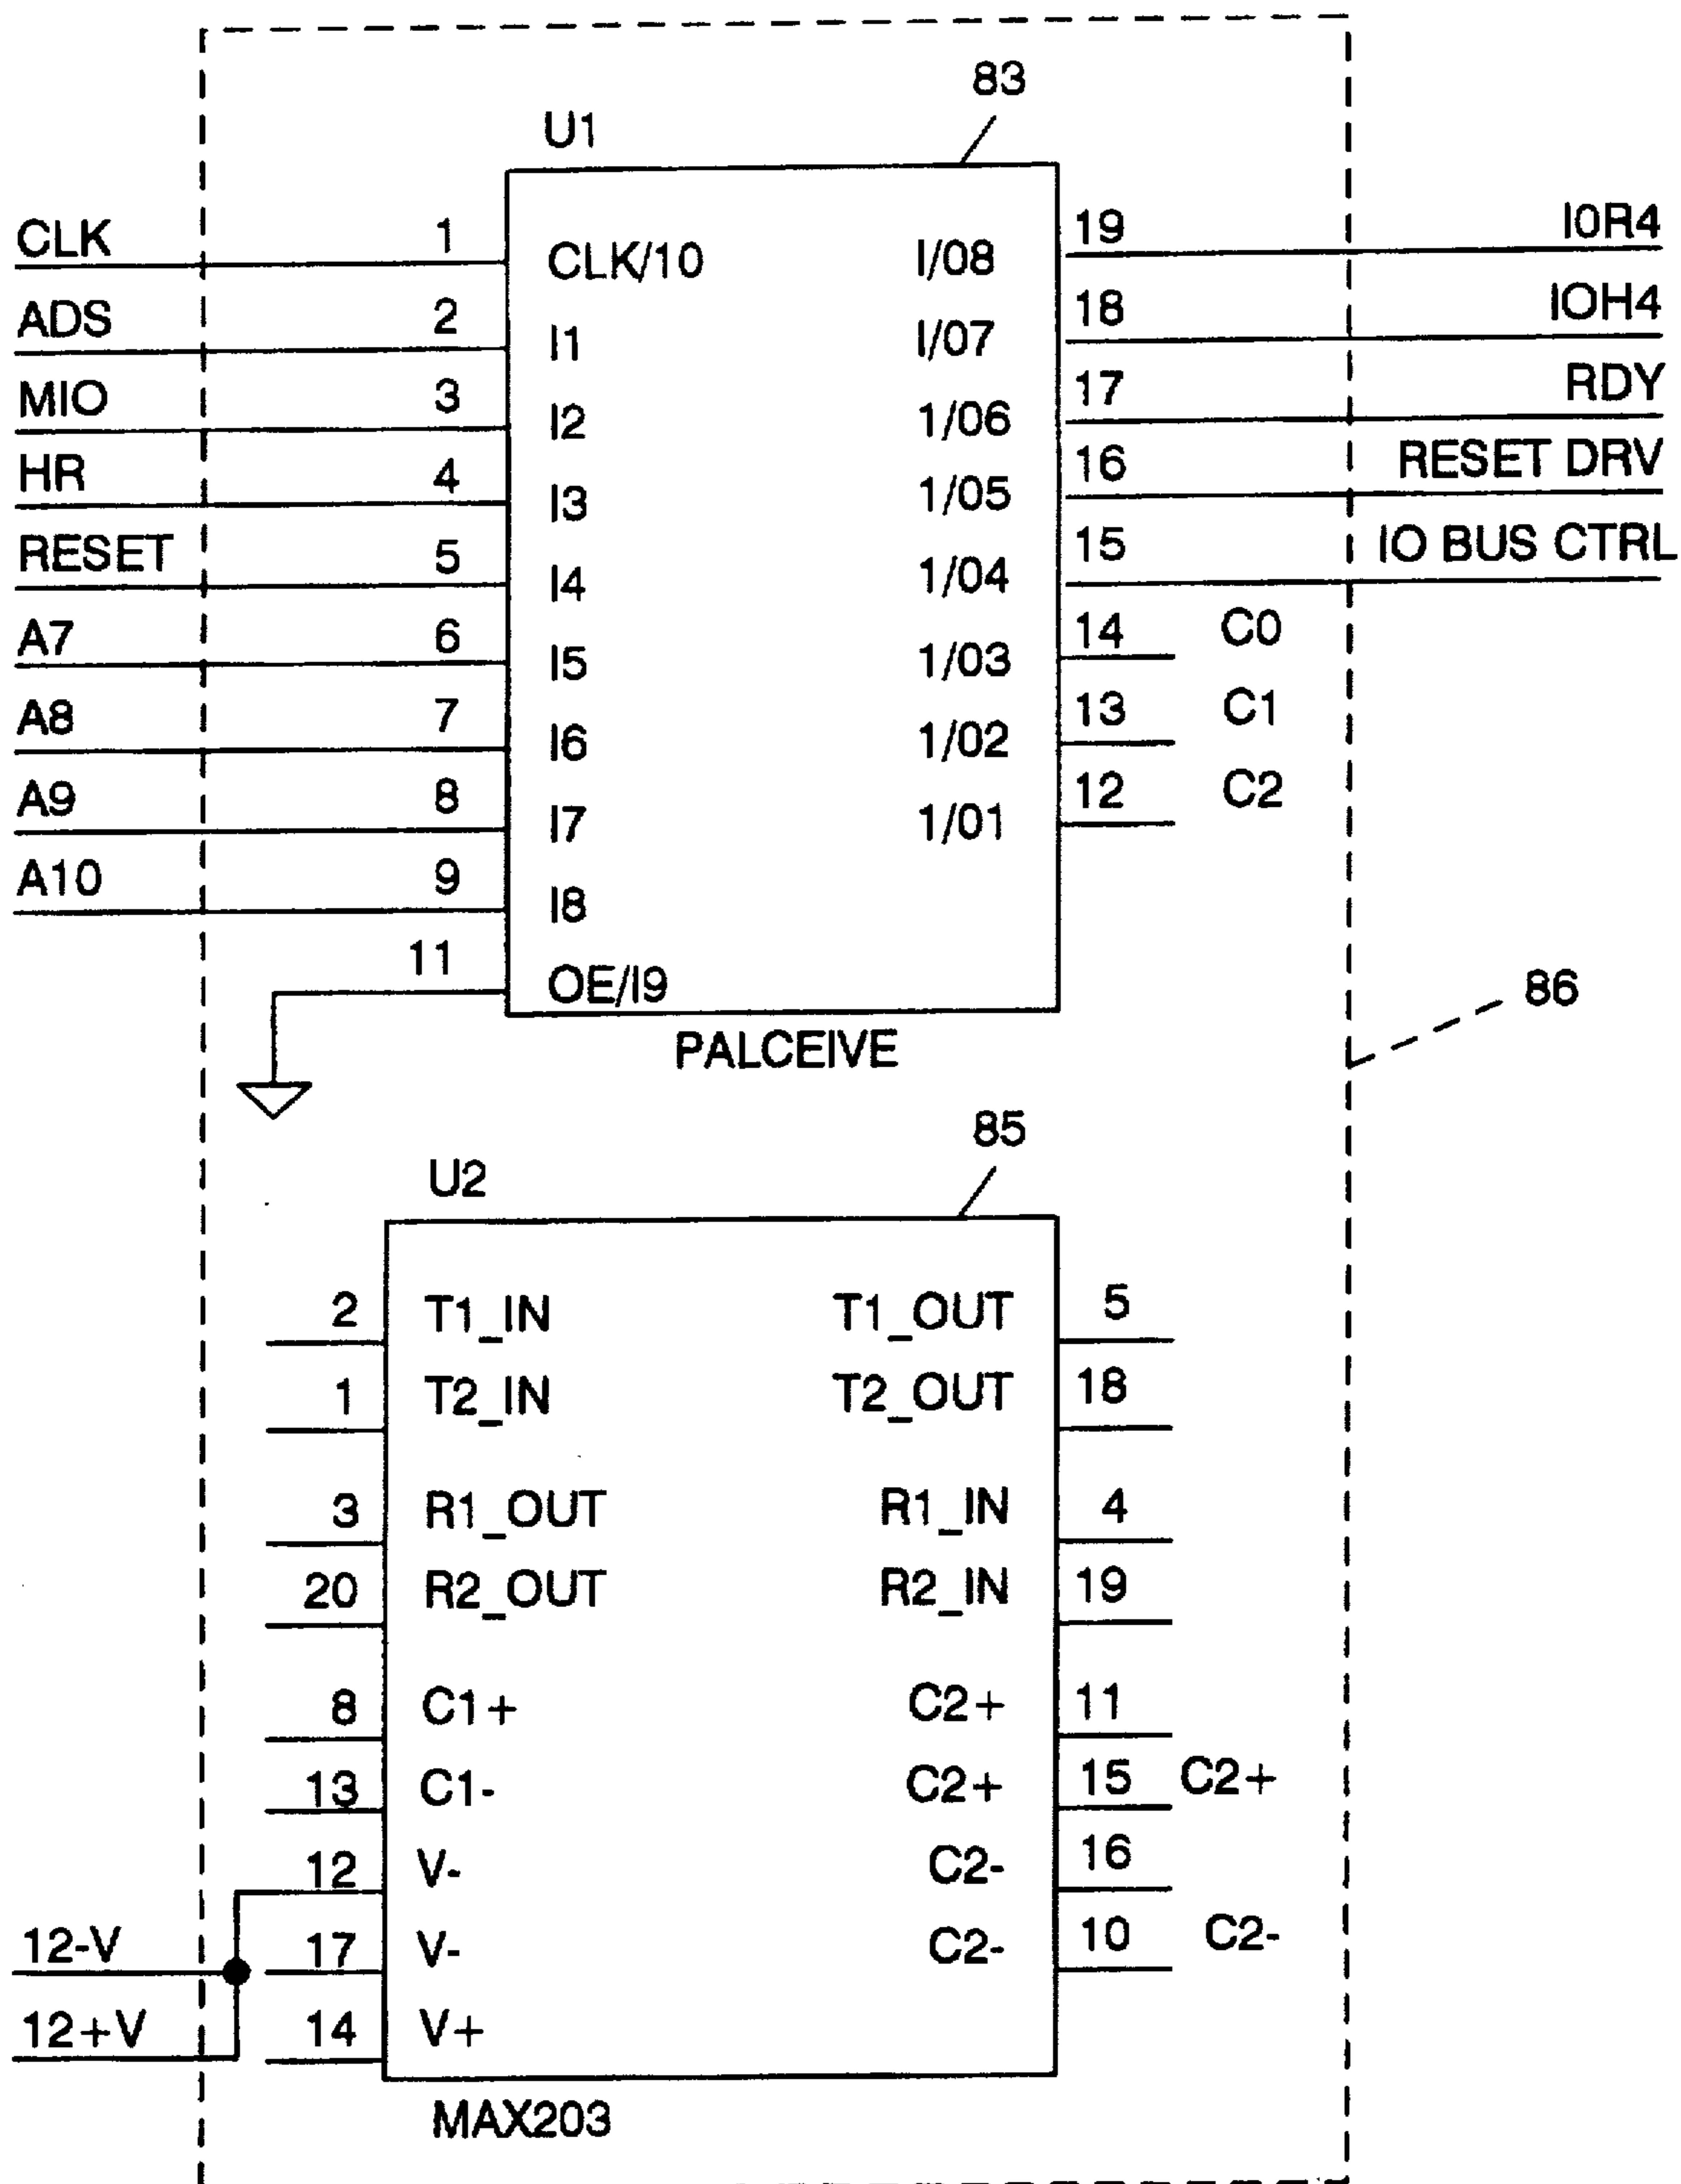 83
U1
CLK 1 CLK/10 I/08 19 I0R4
ADS 2 I1 I/07 18 IOH4
MIO 3 I2 1/06 17 RDY
HR 4 I3 1/05 16 RESET DRV
RESET 5 I4 1/04 15 IO BUS CTRL
A7 6 I5 1/03 14 C0
A8 7 I6 1/02 13 C1
A9 8 I7 1/01 12 C2
A10 9 I8
11 OE/I9
86
PALCEIVE
85
U2
2 T1_IN T1_OUT 5
1 T2_IN T2_OUT 18
3 R1_OUT R1_IN 4
20 R2_OUT R2_IN 19
8 C1+ C2+ 11
13 C1- C2+ 15 C2+
12 V- C2- 16
12-V 17 V- C2- 10 C2-
12+V 14 V+
MAX203